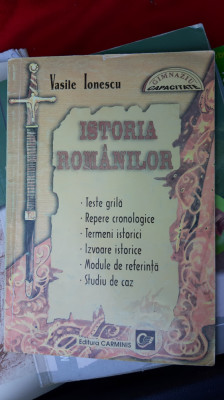 Vasile Ionescu
GIMNAZIU
CAPACITATE
ISTORIA
ROMÂNILOR
· Teste grilă
· Repere cronologice
· Termeni istorici
· Izvoare istorice
· Module de referință
· Studiu de caz
Editura CARMINIS